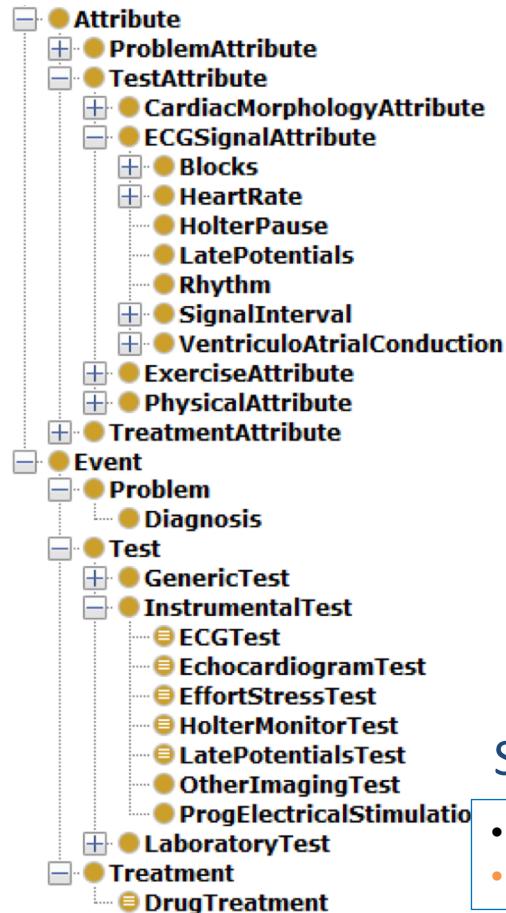 Attribute
ProblemAttribute
TestAttribute
CardiacMorphologyAttribute
ECGSignalAttribute
Blocks
HeartRate
HolterPause
LatePotentials
Rhythm
SignalInterval
VentriculoAtrialConduction
ExerciseAttribute
PhysicalAttribute
TreatmentAttribute
Event
Problem
Diagnosis
Test
GenericTest
InstrumentalTest
ECGTest
EchocardiogramTest
EffortStressTest
HolterMonitorTest
LatePotentialsTest
OtherImagingTest
ProgElectricalStimulatio
LaboratoryTest
Treatment
DrugTreatment
S